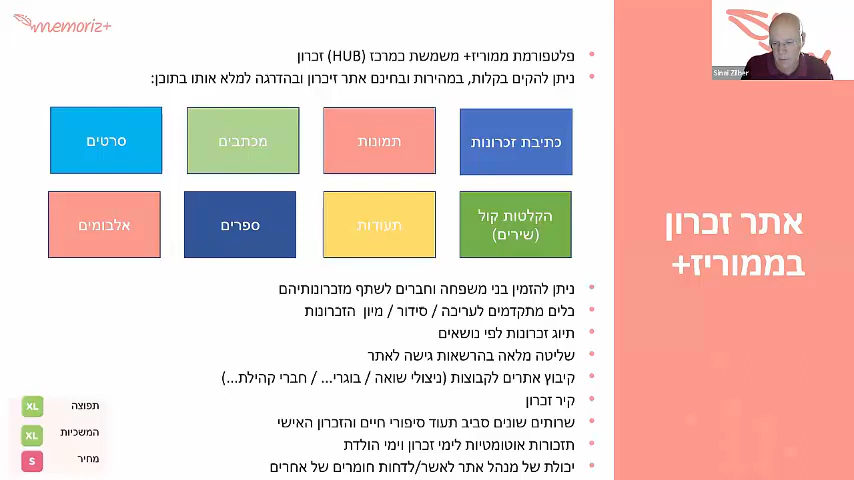 memoriz+
פלטפורמת ממוריז+ משמשת כמרכז (HUB) זכרון
ניתן להקים בקלות, במהירות ובחינם אתר זיכרון ובהדרגה למלא אותו בתוכן:
כתיבת זכרונות
תמונות
מכתבים
סרטים
הקלטות קול
(שירים)
תעודות
ספרים
אלבומים
ניתן להזמין בני משפחה וחברים לשתף מזכרונותיהם
כלים מתקדמים לעריכה / סידור / מיון הזכרונות
תיוג זכרונות לפי נושאים
שליטה מלאה בהרשאות גישה לאתר
קיבוץ אתרים לקבוצות (ניצולי שואה / בוגרי... / חברי קהילת...)
קיר זכרון
שרותים שונים סביב תעוד סיפורי חיים והזכרון האישי
תזכורות אוטומטיות לימי זכרון וימי הולדת
יכולת של מנהל אתר לאשר/לדחות חומרים של אחרים
תפוצה
XL
המשכיות
XL
מחיר
S
אתר זכרון
בממוריז+
Sinai Zilber